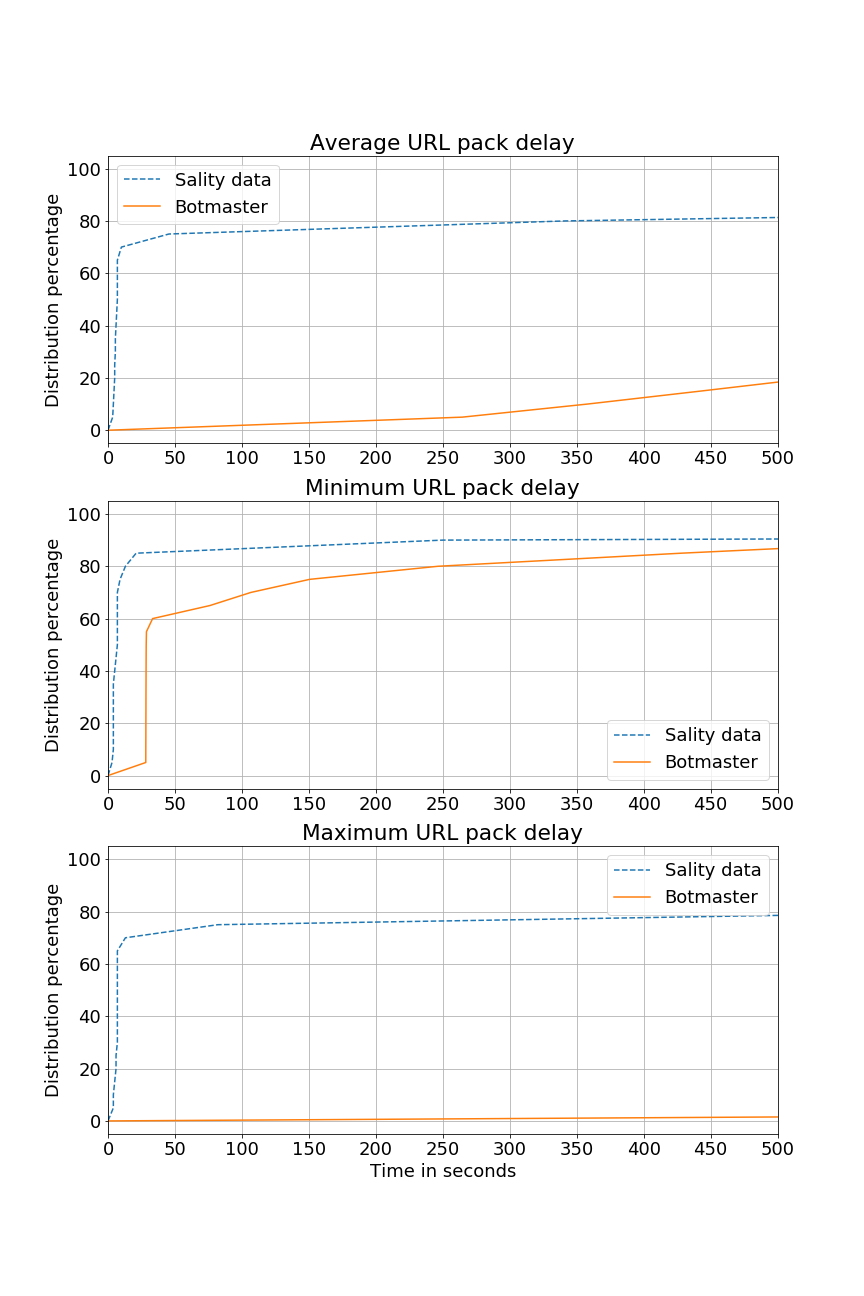 Average URL pack delay
Distribution percentage
100
80
60
40
20
0
Sality data
Botmaster
0 50 100 150 200 250 300 350 400 450 500
Minimum URL pack delay
Distribution percentage
100
80
60
40
20
0
Sality data
Botmaster
0 50 100 150 200 250 300 350 400 450 500
Maximum URL pack delay
Distribution percentage
100
80
60
40
20
0
Sality data
Botmaster
0 50 100 150 200 250 300 350 400 450 500
Time in seconds